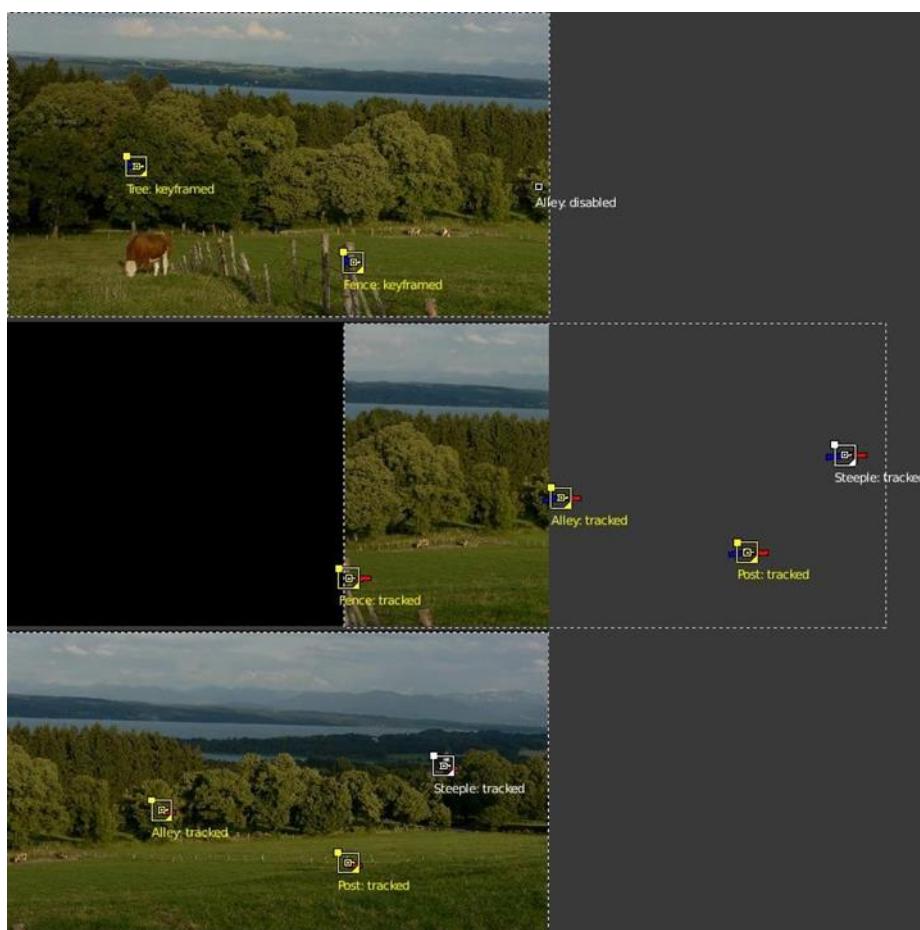 Tree: keyframed
Alley: disabled
Fence: keyframed
Steeple: tracked
Alley: tracked
Post: tracked
Fence: tracked
Steeple: tracked
Alley: tracked
Post: tracked